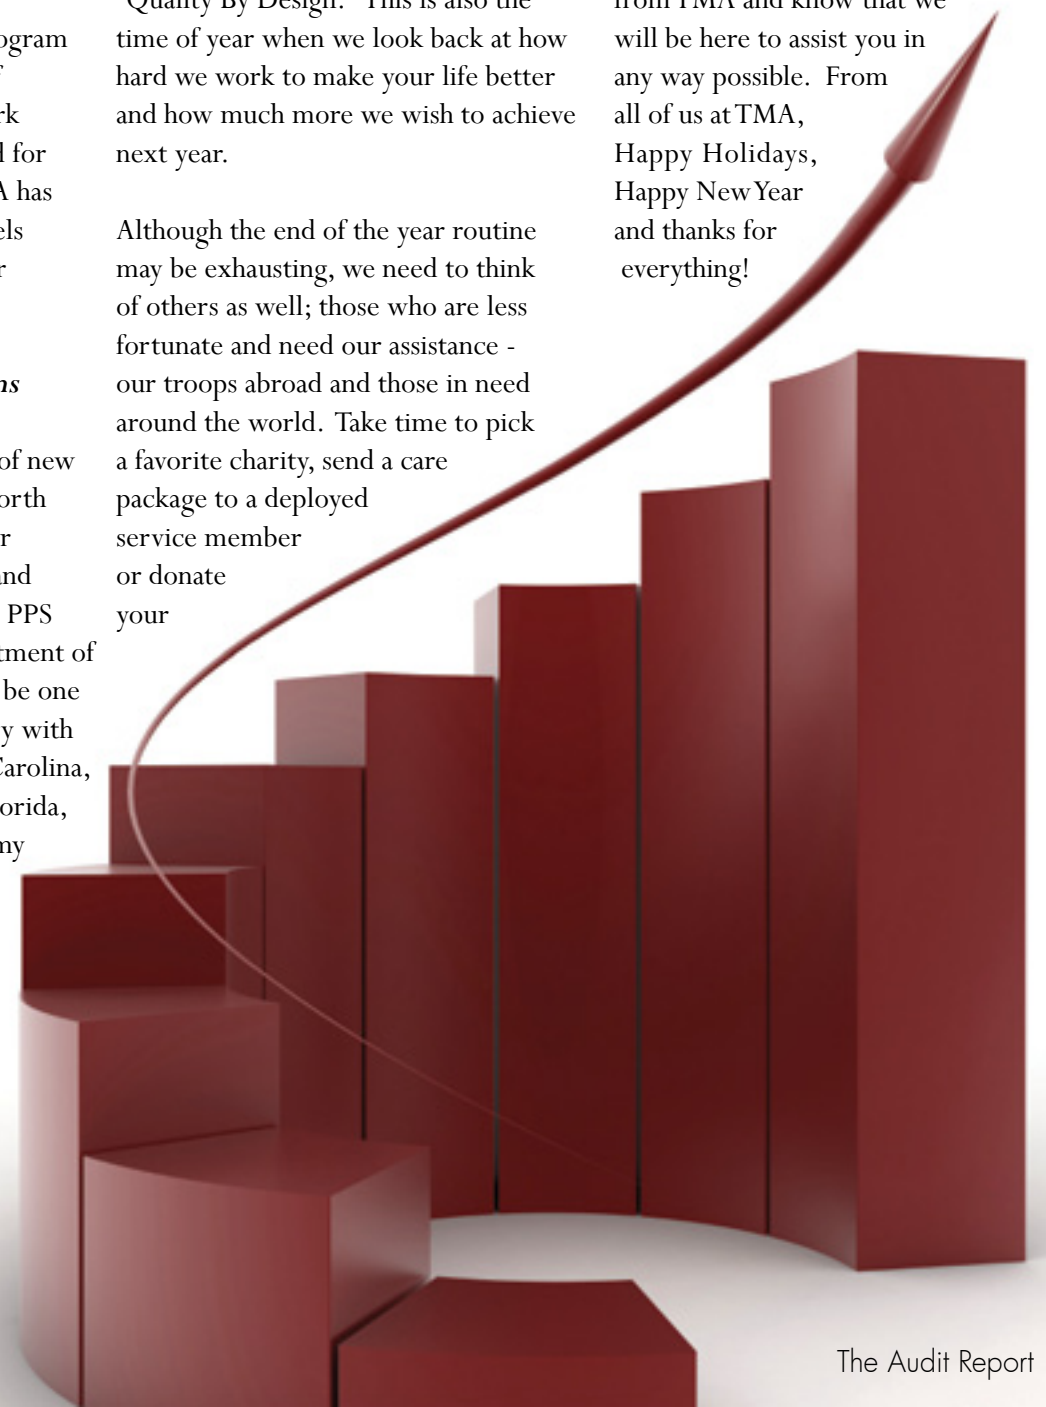 ogram
rk
d for
A has
els
r
ns
of new
orth
r
and
PPS
tment of
be one
y with
Carolina,
orida,
my
"Quality By Design." This is also the
time of year when we look back at how
hard we work to make your life better
and how much more we wish to achieve
next year.
Although the end of the year routine
may be exhausting, we need to think
of others as well; those who are less
fortunate and need our assistance -
our troops abroad and those in need
around the world. Take time to pick
a favorite charity, send a care
package to a deployed
service member
or donate
your
from TMA and know that we
will be here to assist you in
any way possible. From
all of us at TMA,
Happy Holidays,
Happy New Year
and thanks for
everything!
The Audit Report